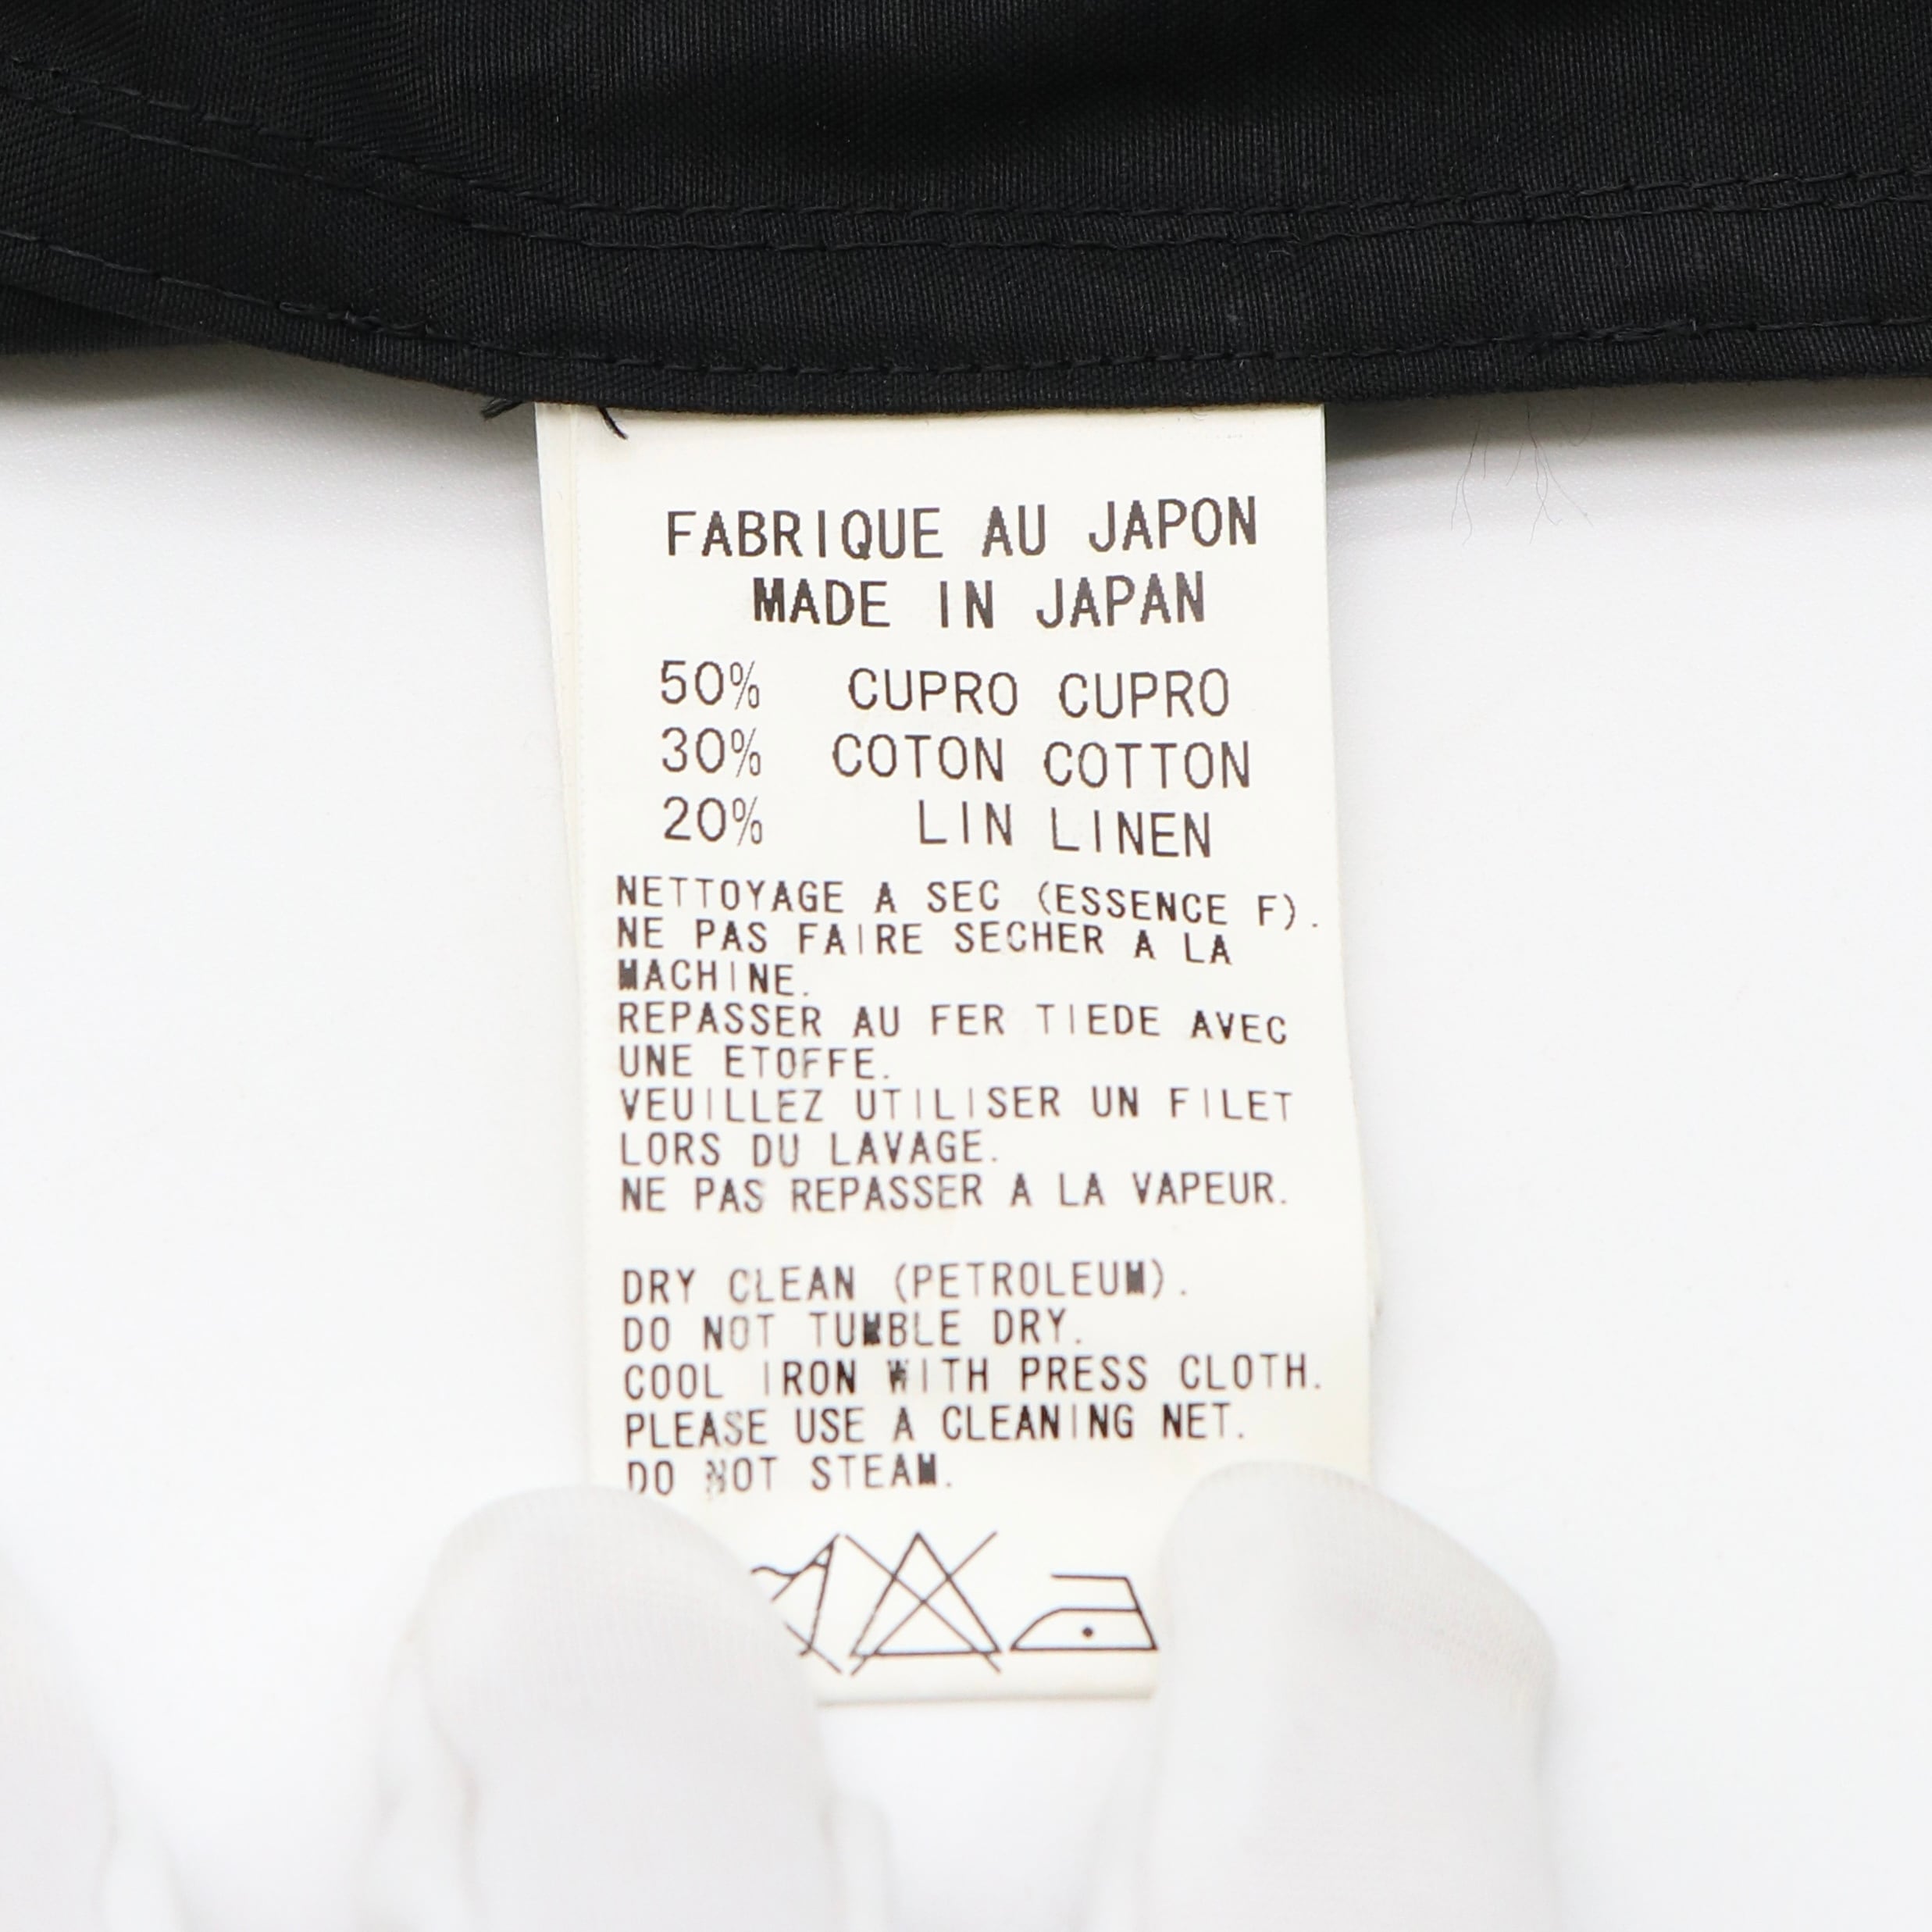 FABRIQUE AU JAPON
MADE IN JAPAN
50% CUPRO CUPRO
30% COTON COTTON
20% LIN LINEN
NETTOYAGE A SEC (ESSENCE F).
NE PAS FAIRE SECHER A LA
MACHINE.
REPASSER AU FER TIEDE AVEC
UNE ETOFFE.
VEUILLEZ UTILISER UN FILET
LORS DU LAVAGE.
NE PAS REPASSER A LA VAPEUR.
DRY CLEAN (PETROLEUM).
DO NOT TUMBLE DRY.
COOL IRON WITH PRESS CLOTH.
PLEASE USE A CLEANING NET.
DO NOT STEAM.